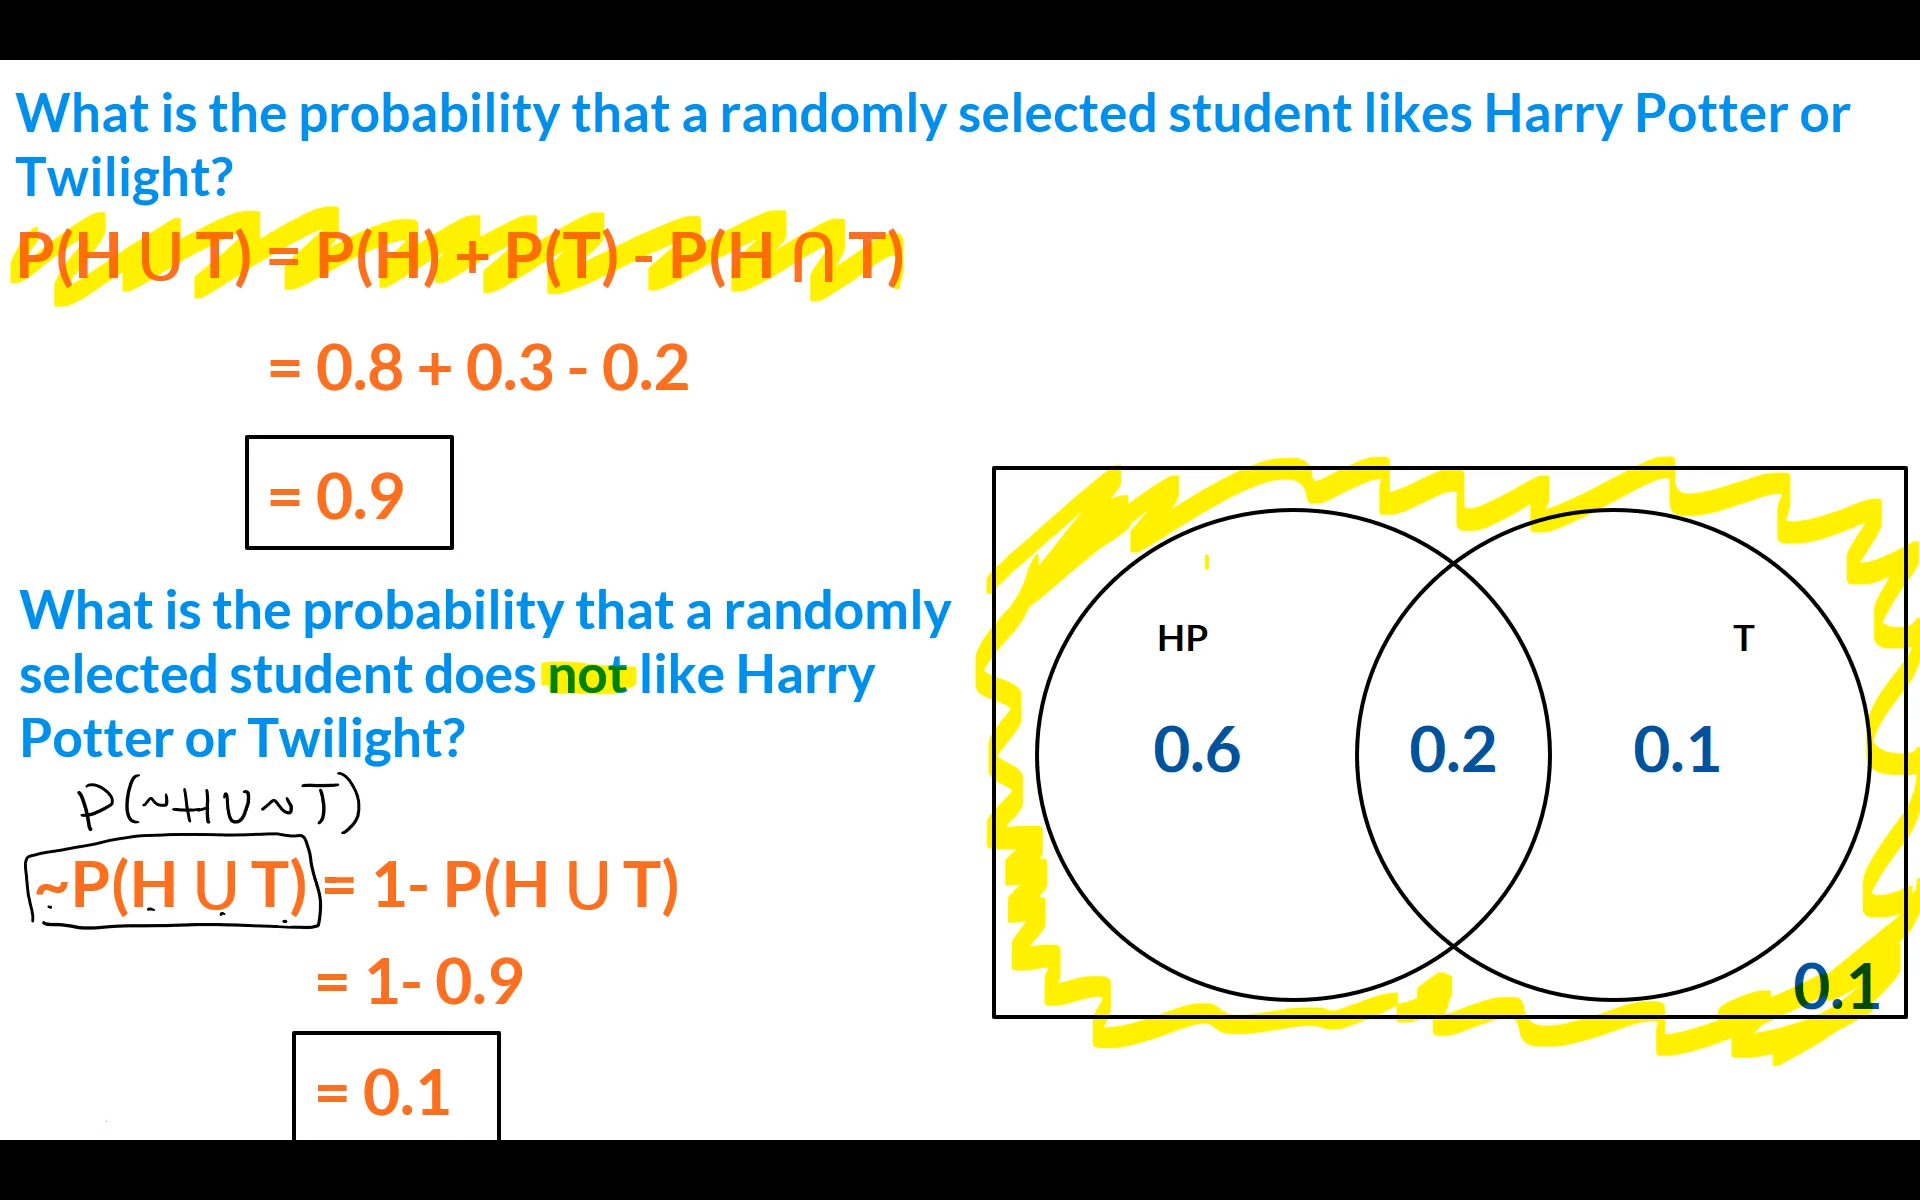 What is the probability that a randomly selected student likes Harry Potter or
Twilight?
P(H ⋃ T) = P(H) + P(T) - P(H ⋂ T)
= 0.8 + 0.3 - 0.2
= 0.9
What is the probability that a randomly
selected student does not like Harry
Potter or Twilight?
P(~H ∪ ~T)
~P(H ⋃ T) = 1- P(H ⋃ T)
= 1- 0.9
= 0.1
HP
T
0.6
0.2
0.1
0.1